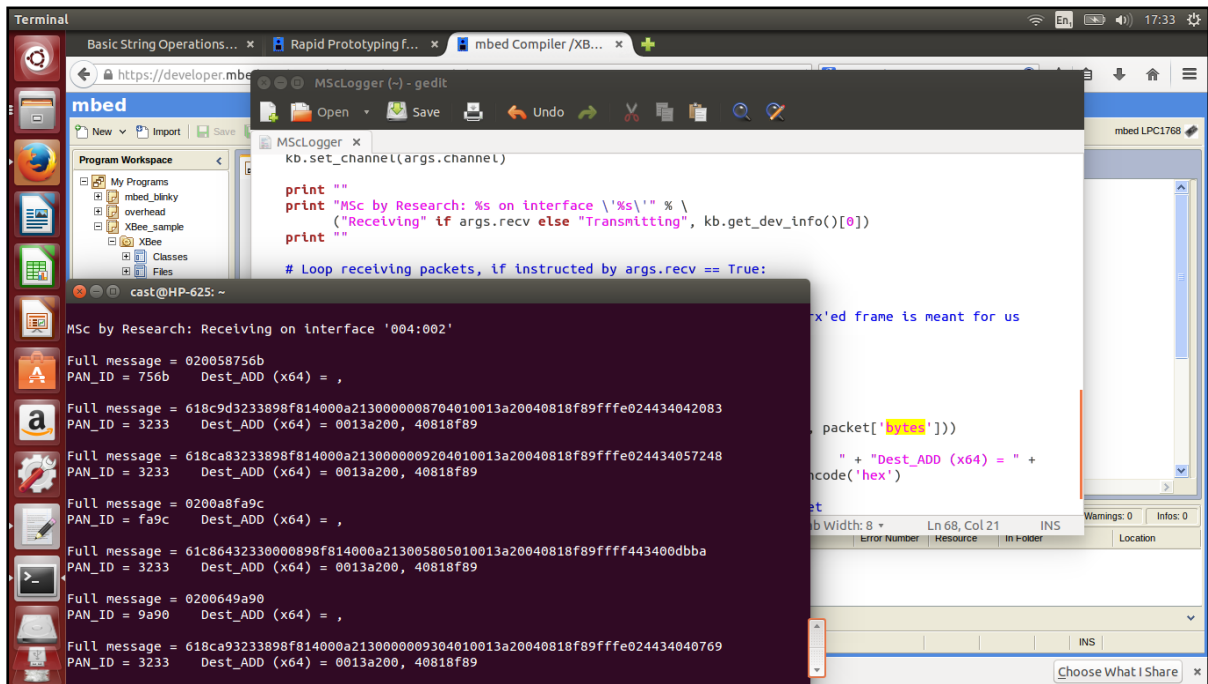 Terminal
En
17:33
Basic String Operations... ×
Rapid Prototyping f... ×
mbed Compiler /XB... ×
https://developer.mbe
MScLogger (~) - gedit
mbed
Open
Save
Undo
New
Import
Save
mbed LPC1768
MScLogger ×
Program Workspace
My Programs
mbed_blinky
overhead
XBee_sample
XBee
Classes
Files
kb.set_channel(args.channel)
print ""
print "MSc by Research: %s on interface \'%s\'" % \
("Receiving" if args.recv else "Transmitting", kb.get_dev_info()[0])
print ""
# Loop receiving packets, if instructed by args.recv == True:
rx'ed frame is meant for us
, packet['bytes']))
" + "Dest_ADD (x64) = " +
ncode('hex')
et
b Width: 8
Ln 68, Col 21
INS
Warnings: 0
Infos: 0
Error Number
Resource
In Folder
Location
cast@HP-625: ~
MSc by Research: Receiving on interface '004:002'
Full message = 020058756b
PAN_ID = 756b Dest_ADD (x64) = ,
Full message = 618c9d3233898f814000a2130000008704010013a20040818f89fffe024434042083
PAN_ID = 3233 Dest_ADD (x64) = 0013a200, 40818f89
Full message = 618ca83233898f814000a2130000009204010013a20040818f89fffe024434057248
PAN_ID = 3233 Dest_ADD (x64) = 0013a200, 40818f89
Full message = 0200a8fa9c
PAN_ID = fa9c Dest_ADD (x64) = ,
Full message = 61c86432330000898f814000a213005805010013a20040818f89ffff443400dbba
PAN_ID = 3233 Dest_ADD (x64) = 0013a200, 40818f89
Full message = 0200649a90
PAN_ID = 9a90 Dest_ADD (x64) = ,
Full message = 618ca93233898f814000a2130000009304010013a20040818f89fffe024434040769
PAN_ID = 3233 Dest_ADD (x64) = 0013a200, 40818f89
INS
Choose What I Share ×